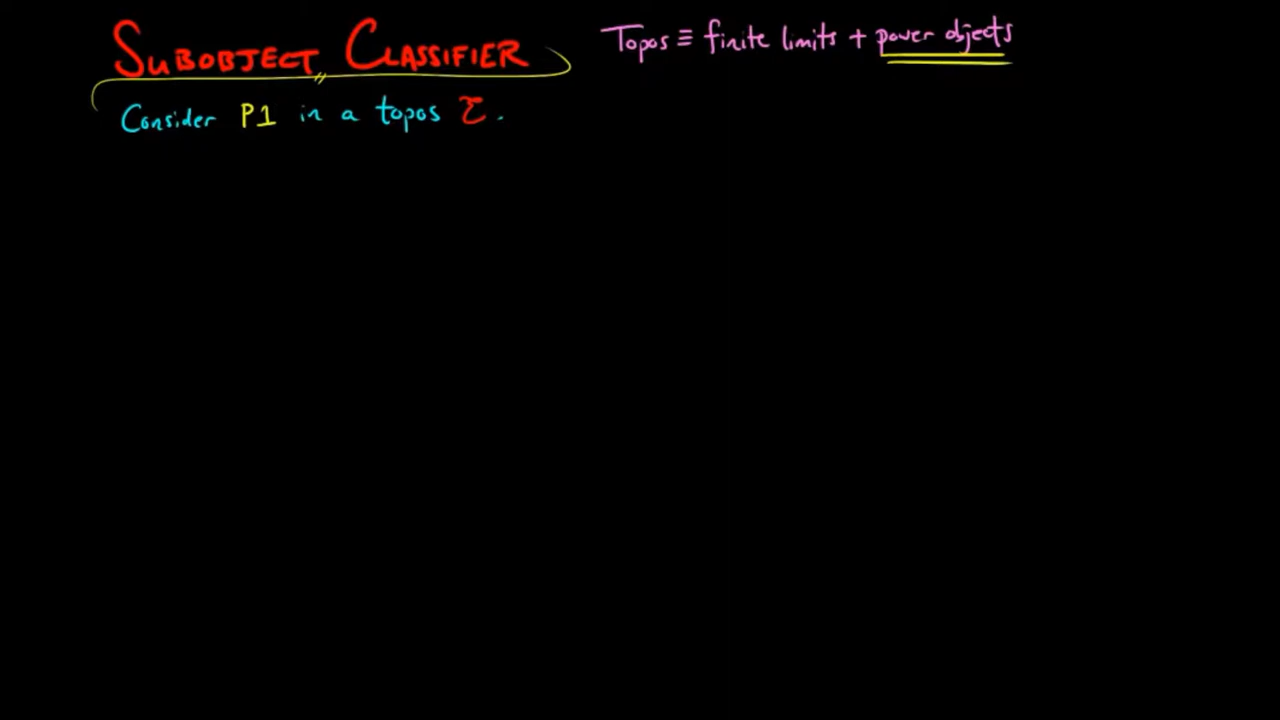 SUBOBJECT CLASSIFIER
Topos ≡ finite limits + power objects
Consider P1 in a topos Ɛ.